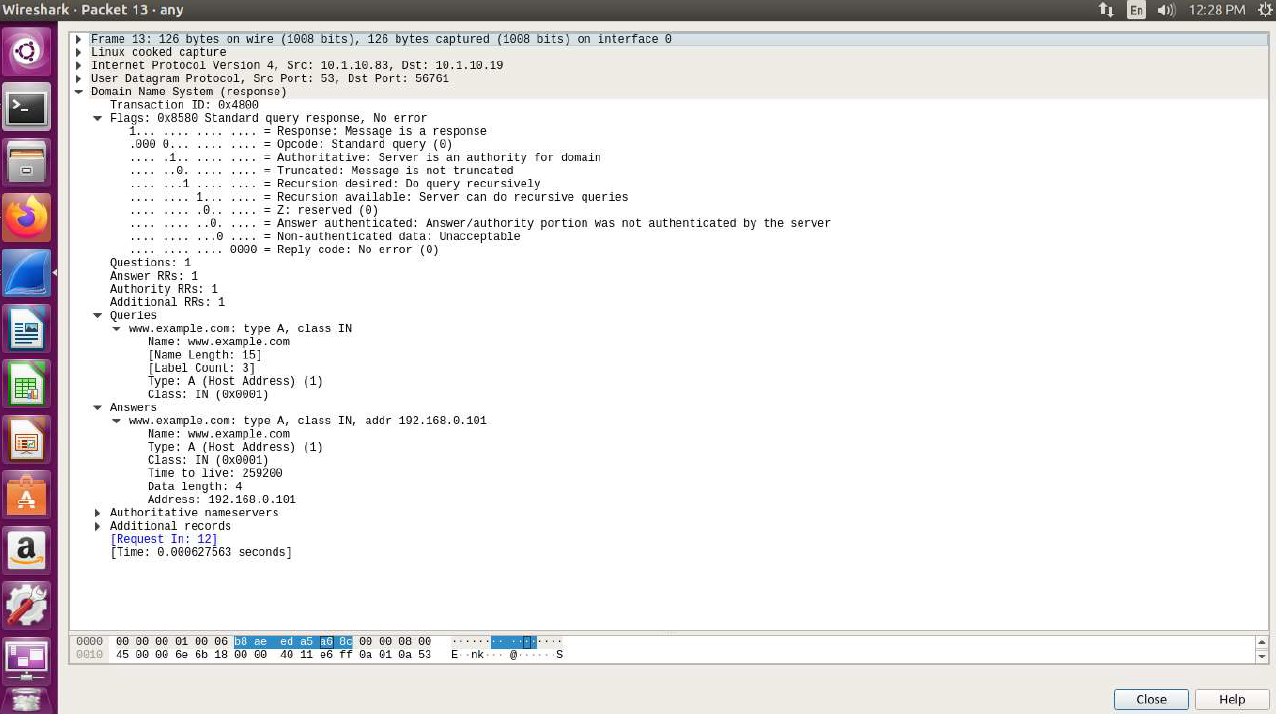 Wireshark · Packet 13 · any
En
12:28 PM
Frame 13: 126 bytes on wire (1008 bits), 126 bytes captured (1008 bits) on interface 0
Linux cooked capture
Internet Protocol Version 4, Src: 10.1.10.83, Dst: 10.1.10.19
User Datagram Protocol, Src Port: 53, Dst Port: 56761
Domain Name System (response)
Transaction ID: 0x4800
Flags: 0x8580 Standard query response, No error
1... .... .... .... = Response: Message is a response
.000 0... .... .... = Opcode: Standard query (0)
.... .1.. .... .... = Authoritative: Server is an authority for domain
.... ..0. .... .... = Truncated: Message is not truncated
.... ...1 .... .... = Recursion desired: Do query recursively
.... .... 1... .... = Recursion available: Server can do recursive queries
.... .... .0.. .... = Z: reserved (0)
.... .... ..0. .... = Answer authenticated: Answer/authority portion was not authenticated by the server
.... .... ...0 .... = Non-authenticated data: Unacceptable
.... .... .... 0000 = Reply code: No error (0)
Questions: 1
Answer RRs: 1
Authority RRs: 1
Additional RRs: 1
Queries
www.example.com: type A, class IN
Name: www.example.com
[Name Length: 15]
[Label Count: 3]
Type: A (Host Address) (1)
Class: IN (0x0001)
Answers
www.example.com: type A, class IN, addr 192.168.0.101
Name: www.example.com
Type: A (Host Address) (1)
Class: IN (0x0001)
Time to live: 259200
Data length: 4
Address: 192.168.0.101
Authoritative nameservers
Additional records
[Request In: 12]
[Time: 0.000627563 seconds]
0000 00 00 00 01 00 06 b8 ae ed a5 a6 8c 00 00 08 00 ········ ········
0010 45 00 00 6e 6b 18 00 00 40 11 e6 ff 0a 01 0a 53 E··nk··· @······S
Close
Help